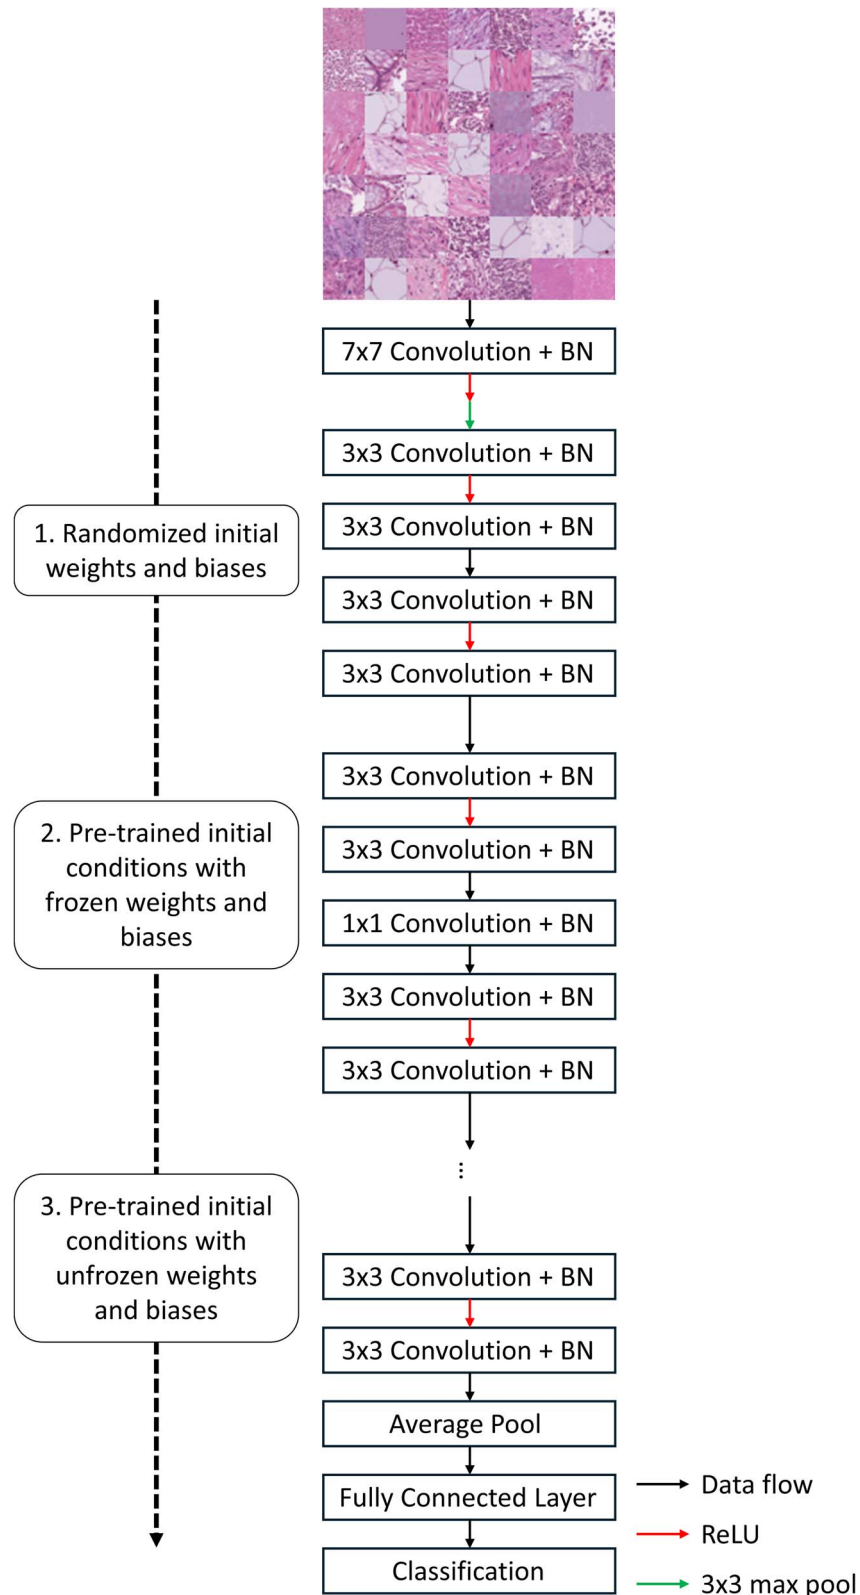 7x7 Convolution + BN
3x3 Convolution + BN
3x3 Convolution + BN
3x3 Convolution + BN
3x3 Convolution + BN
3x3 Convolution + BN
3x3 Convolution + BN
1x1 Convolution + BN
3x3 Convolution + BN
3x3 Convolution + BN
...
3x3 Convolution + BN
3x3 Convolution + BN
Average Pool
Fully Connected Layer
Classification
1. Randomized initial
weights and biases
2. Pre-trained initial
conditions with
frozen weights and
biases
3. Pre-trained initial
conditions with
unfrozen weights
and biases
Data flow
ReLU
3x3 max pool